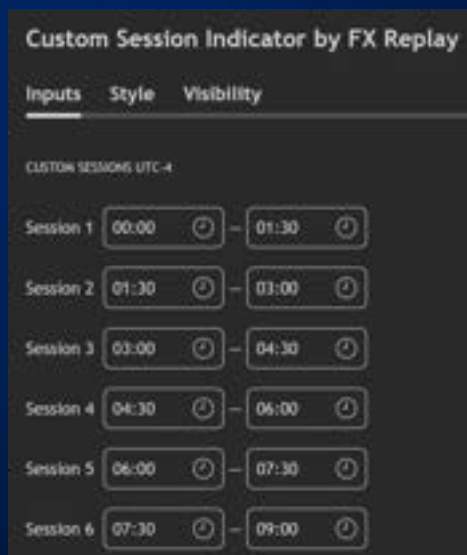 Custom Session Indicator by FX Replay
Inputs Style Visibility
CUSTOM SESSIONS UTC-4
Session 1 00:00 – 01:30
Session 2 01:30 – 03:00
Session 3 03:00 – 04:30
Session 4 04:30 – 06:00
Session 5 06:00 – 07:30
Session 6 07:30 – 09:00